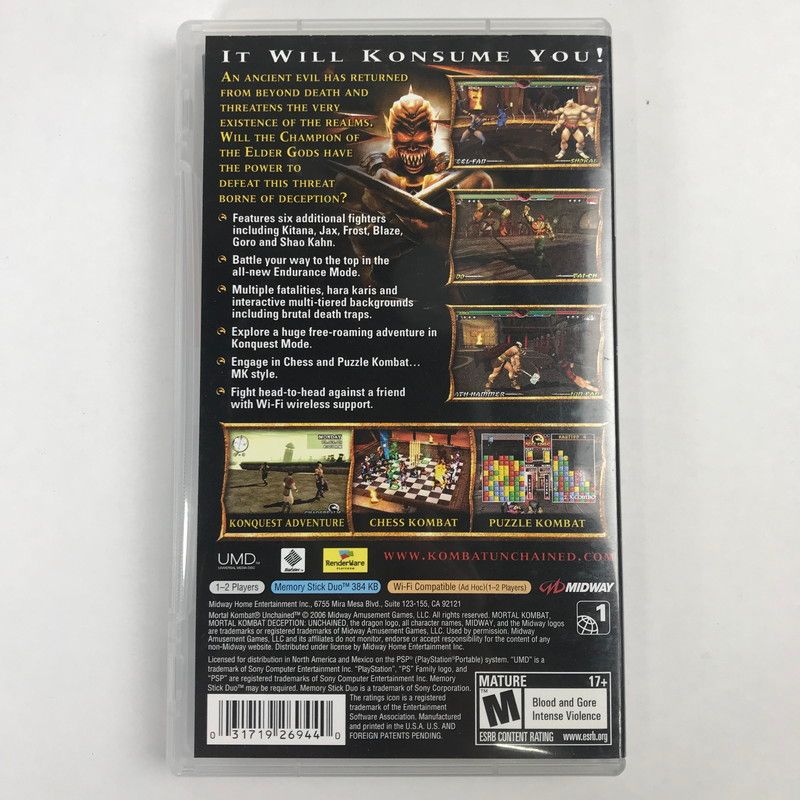 IT WILL KONSUME YOU!
AN ANCIENT EVIL HAS RETURNED
FROM BEYOND DEATH AND
THREATENS THE VERY
EXISTENCE OF THE REALMS.
WILL THE CHAMPION OF
THE ELDER GODS HAVE
THE POWER TO
DEFEAT THIS THREAT
BORNE OF DECEPTION?
Features six additional fighters
including Kitana, Jax, Frost, Blaze,
Goro and Shao Kahn.
Battle your way to the top in the
all-new Endurance Mode.
Multiple fatalities, hara karis and
interactive multi-tiered backgrounds
including brutal death traps.
Explore a huge free-roaming adventure in
Konquest Mode.
Engage in Chess and Puzzle Kombat...
MK style.
Fight head-to-head against a friend
with Wi-Fi wireless support.
KONQUEST ADVENTURE
CHESS KOMBAT
PUZZLE KOMBAT
UMD™
UNIVERSAL MEDIA DISC
RenderWare
PLATFORM
WWW.KOMBATUNCHAINED.COM
1–2 Players
Memory Stick Duo™ 384 KB
Wi-Fi Compatible (Ad Hoc)(1–2 Players)
MIDWAY
Midway Home Entertainment Inc., 6755 Mira Mesa Blvd., Suite 123-155, CA 92121
Mortal Kombat® Unchained © 2006 Midway Amusement Games, LLC. All rights reserved. MORTAL KOMBAT,
MORTAL KOMBAT DECEPTION: UNCHAINED, the dragon logo, all character names, MIDWAY, and the Midway logos
are trademarks or registered trademarks of Midway Amusement Games, LLC. Used by permission. Midway
Amusement Games, LLC and its affiliates do not monitor, endorse or accept responsibility for the content of any
non-Midway website. Distributed under license by Midway Home Entertainment Inc.
1
Licensed for distribution in North America and Mexico on the PSP® (PlayStation®Portable) system. "UMD" is a
trademark of Sony Computer Entertainment Inc. "PlayStation", "PS" Family logo, and
"PSP" are registered trademarks of Sony Computer Entertainment Inc. Memory
Stick Duo™ may be required. Memory Stick Duo is a trademark of Sony Corporation.
The ratings icon is a registered
trademark of the Entertainment
Software Association. Manufactured
and printed in the U.S.A. U.S. AND
FOREIGN PATENTS PENDING.
0 31719 26944 0
MATURE 17+
M
Blood and Gore
Intense Violence
ESRB CONTENT RATING www.esrb.org